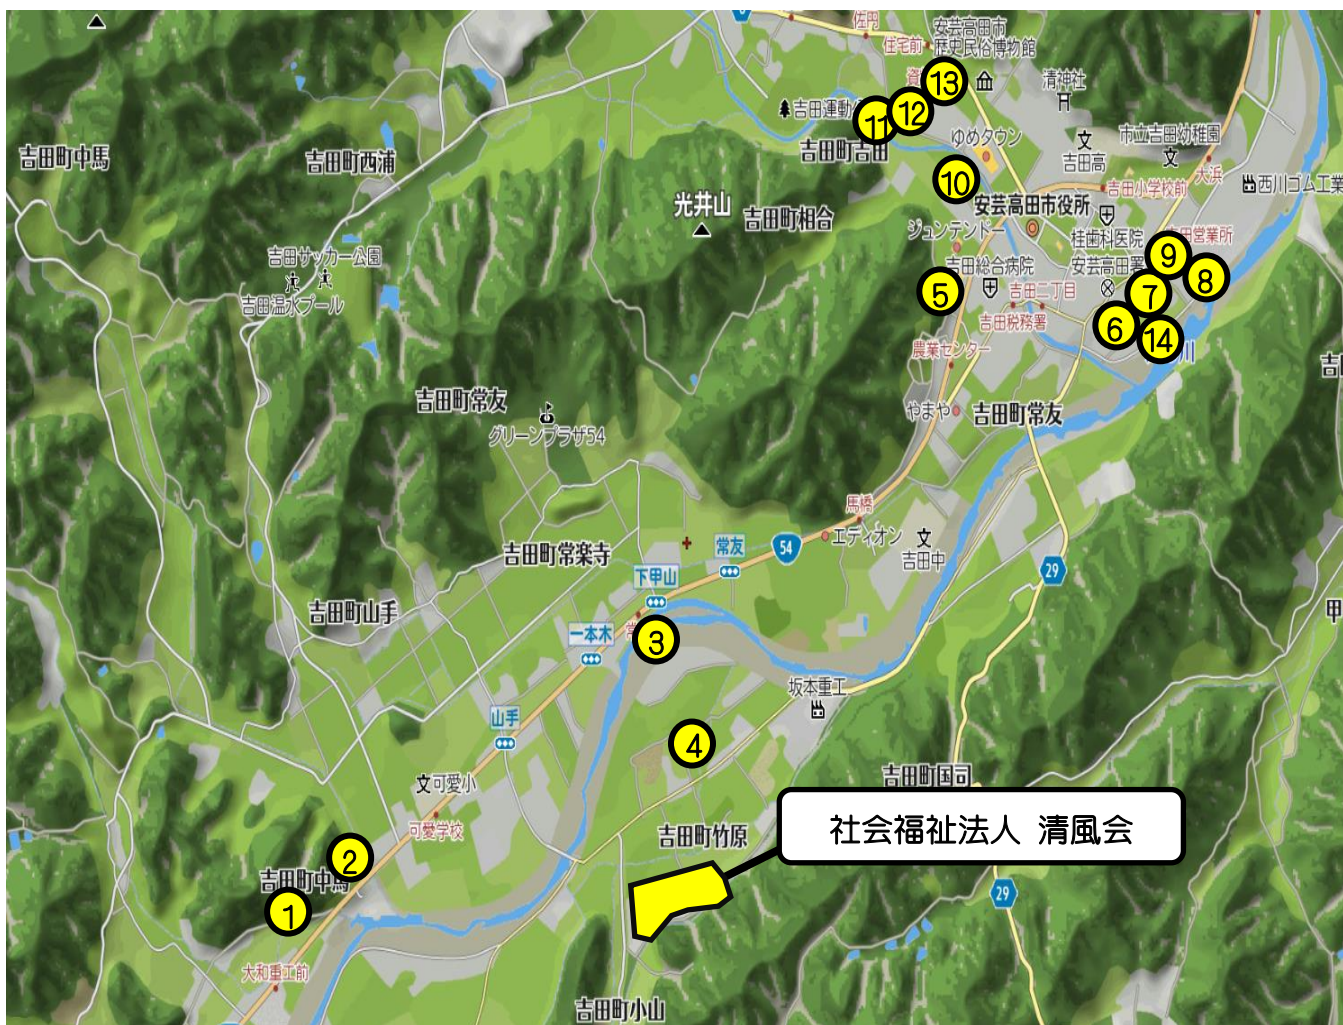 佐円
安芸高田市
歴史民俗博物館
住宅前
13
清神社
吉田運動
12
11
ゆめタウン
吉田町吉田
文
吉田高
市立吉田幼稚園
文
大浜
吉田町中馬
吉田町西浦
10
吉田小学校前
西川ゴム工業
光井山
吉田町相合
安芸高田市役所
ジュンテンドー
桂歯科医院
田営業所
9
吉田サッカー公園
吉田総合病院
安芸高田署
8
吉田温水プール
5
吉田二丁目
7
吉田税務署
6
14
川
農業センター
吉田町常友
やまや
吉田町常友
グリーンプラザ54
馬橋
エディオン
文
吉田中
常友
54
吉田町常楽寺
下甲山
29
吉田町山手
甲
一本木
3
坂本重工
山手
4
文可愛小
吉田町国司
可愛学校
社会福祉法人 清風会
吉田町竹原
2
吉田町中馬
29
1
大和重工前
吉田町小山